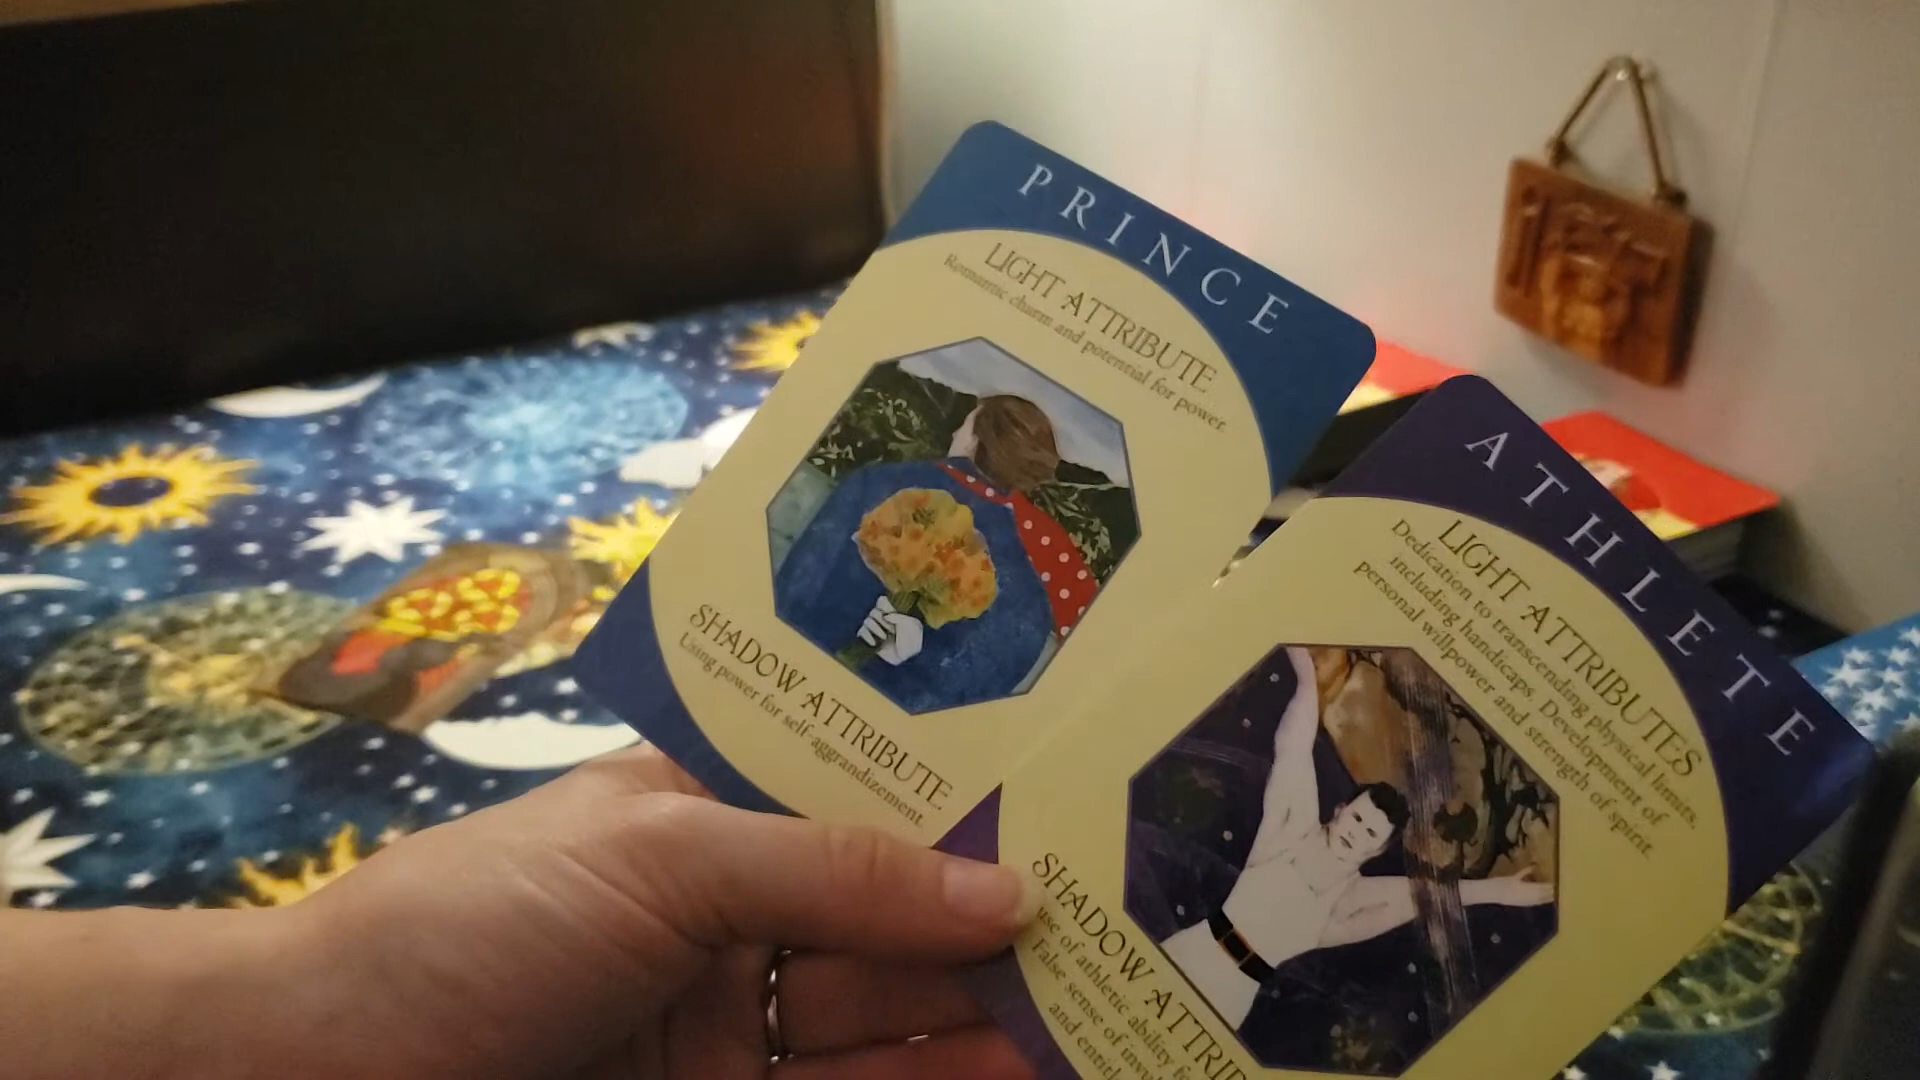 PRINCE
LIGHT ATTRIBUTE
Romantic charm and potential for power.
SHADOW ATTRIBUTE
Using power for self-aggrandizement.
ATHLETE
LIGHT ATTRIBUTES
Dedication to transcending physical limits,
including handicaps. Development of
personal willpower and strength of spirit.
SHADOW ATTRIB
use of athletic ability
False sense of
and